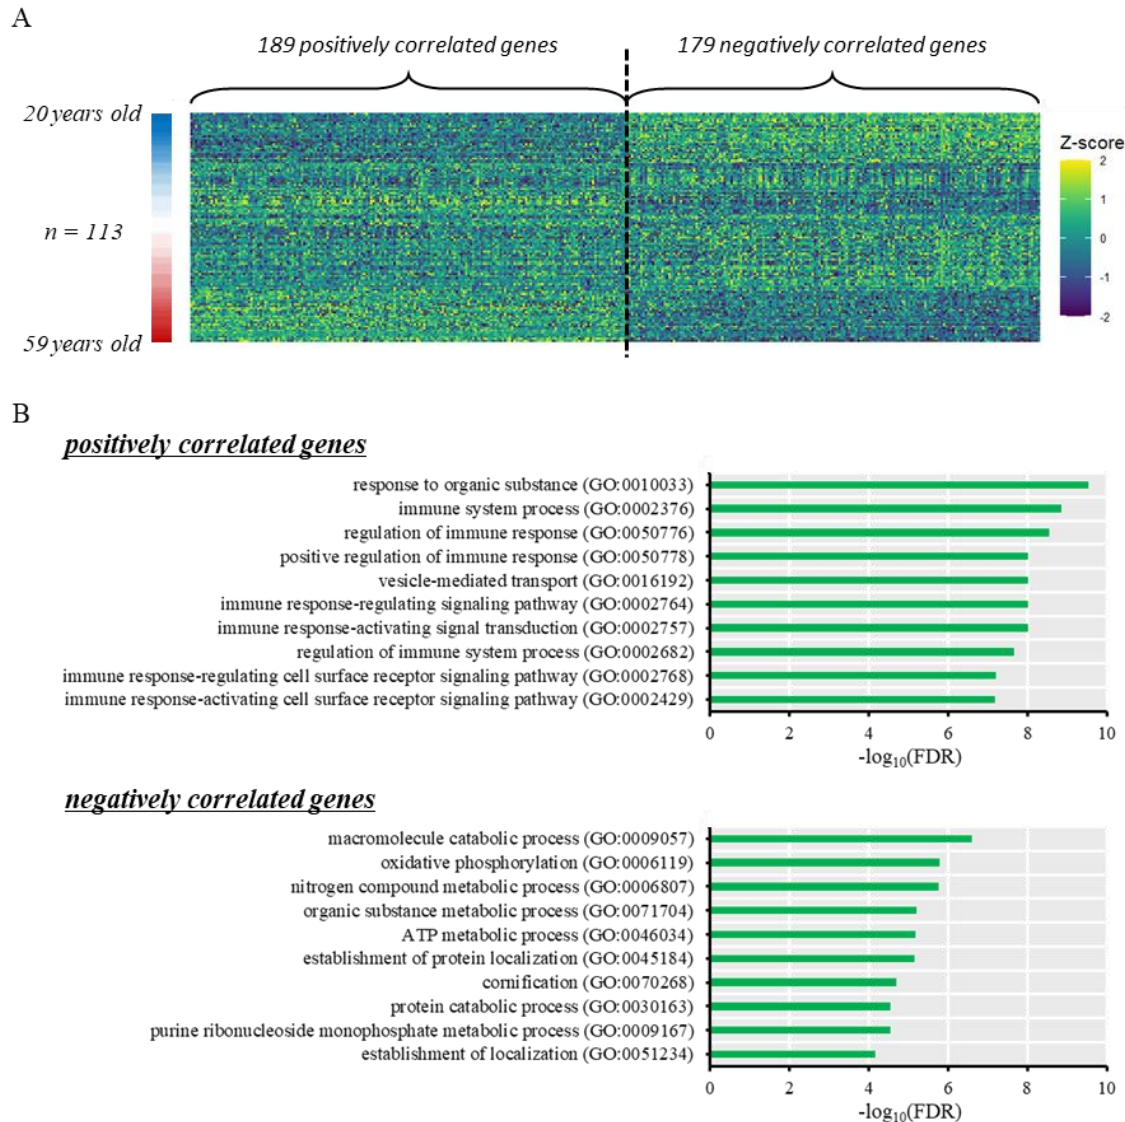 A
189 positively correlated genes
179 negatively correlated genes
20 years old
n = 113
59 years old
Z-score
2
1
0
-1
-2
B
positively correlated genes
response to organic substance (GO:0010033)
immune system process (GO:0002376)
regulation of immune response (GO:0050776)
positive regulation of immune response (GO:0050778)
vesicle-mediated transport (GO:0016192)
immune response-regulating signaling pathway (GO:0002764)
immune response-activating signal transduction (GO:0002757)
regulation of immune system process (GO:0002682)
immune response-regulating cell surface receptor signaling pathway (GO:0002768)
immune response-activating cell surface receptor signaling pathway (GO:0002429)
0 2 4 6 8 10
-log₁₀(FDR)
negatively correlated genes
macromolecule catabolic process (GO:0009057)
oxidative phosphorylation (GO:0006119)
nitrogen compound metabolic process (GO:0006807)
organic substance metabolic process (GO:0071704)
ATP metabolic process (GO:0046034)
establishment of protein localization (GO:0045184)
cornification (GO:0070268)
protein catabolic process (GO:0030163)
purine ribonucleoside monophosphate metabolic process (GO:0009167)
establishment of localization (GO:0051234)
0 2 4 6 8 10
-log₁₀(FDR)